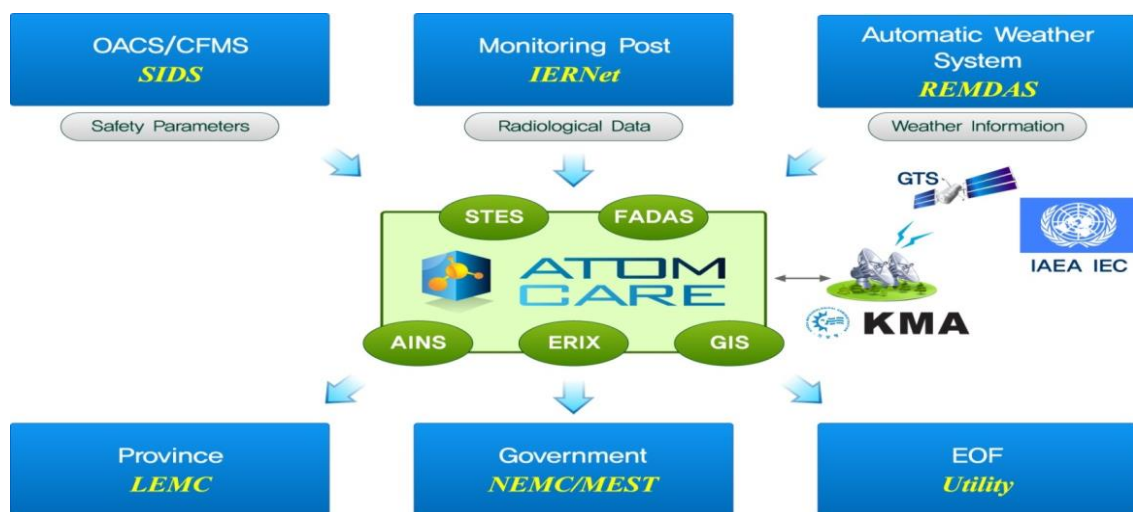 OACS/CFMS
SIDS
Safety Parameters
Monitoring Post
IERNet
Radiological Data
Automatic Weather
System
REMDAS
Weather Information
GTS
IAEA IEC
STES
FADAS
ATOM
CARE
KMA
AINS
ERIX
GIS
Province
LEMC
Government
NEMC/MEST
EOF
Utility